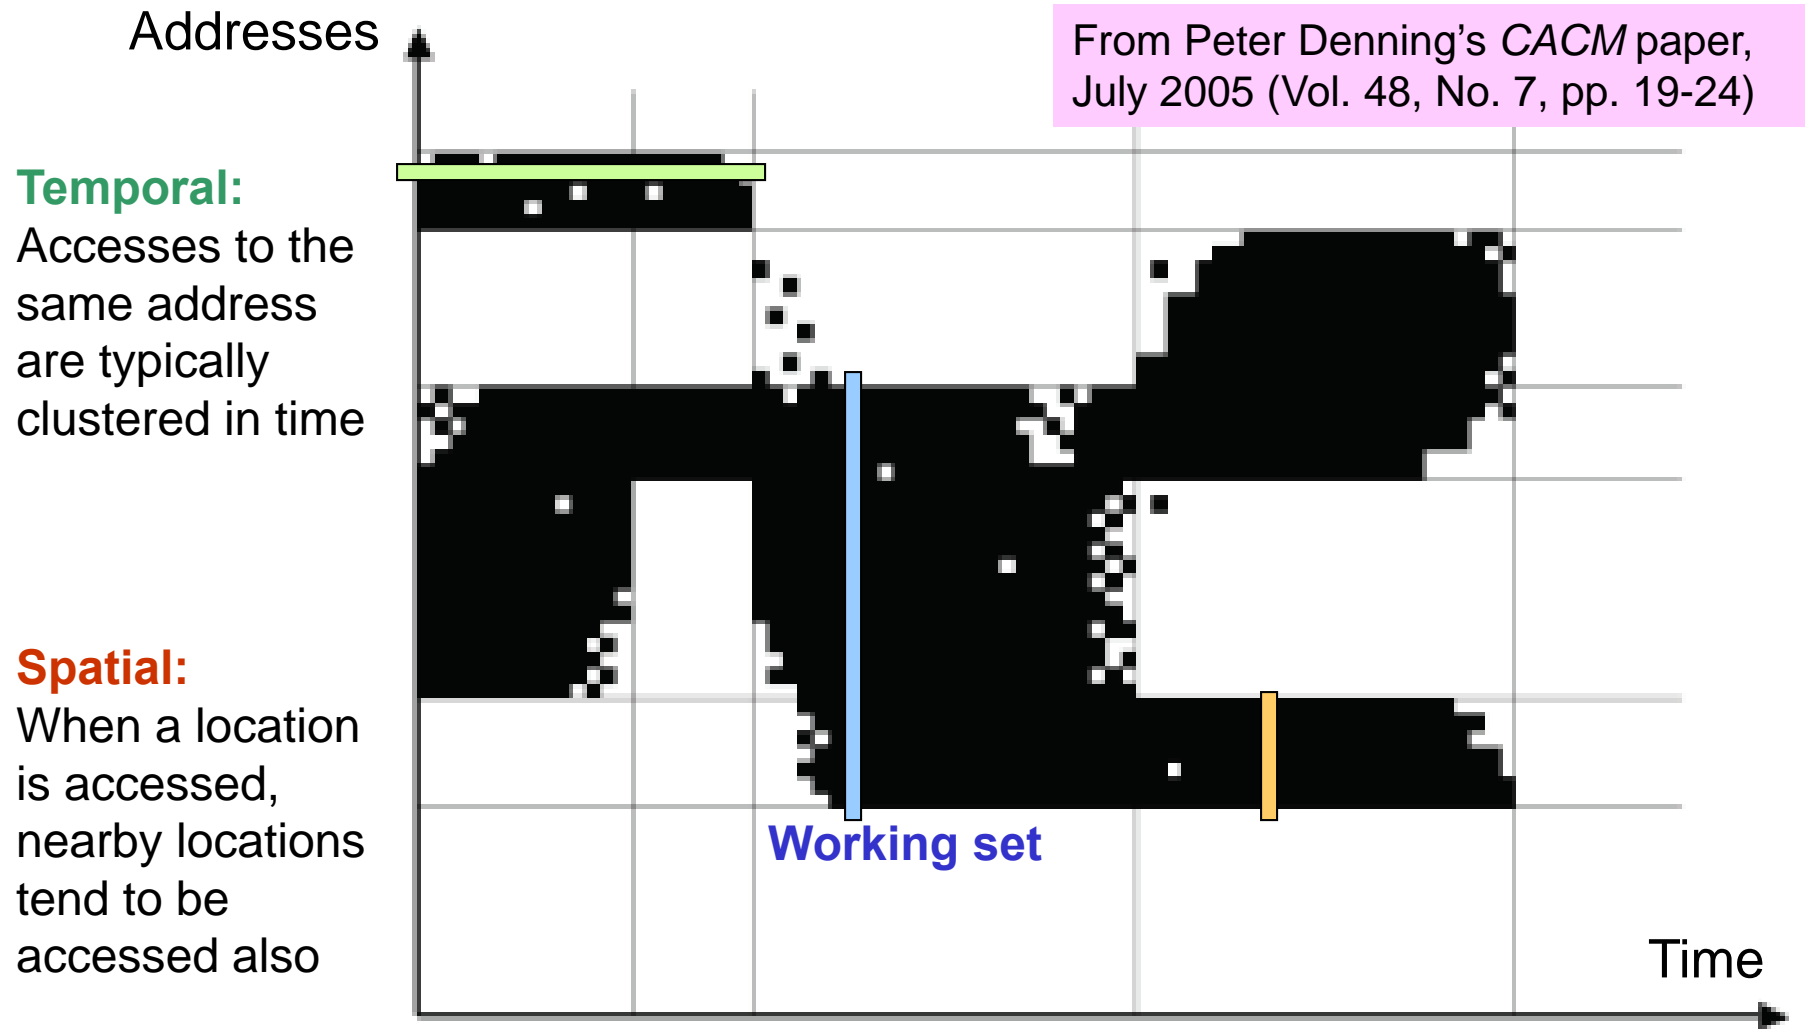 Addresses
From Peter Denning’s CACM paper,
July 2005 (Vol. 48, No. 7, pp. 19-24)
Temporal:
Accesses to the
same address
are typically
clustered in time
Spatial:
When a location
is accessed,
nearby locations
tend to be
accessed also
Working set
Time